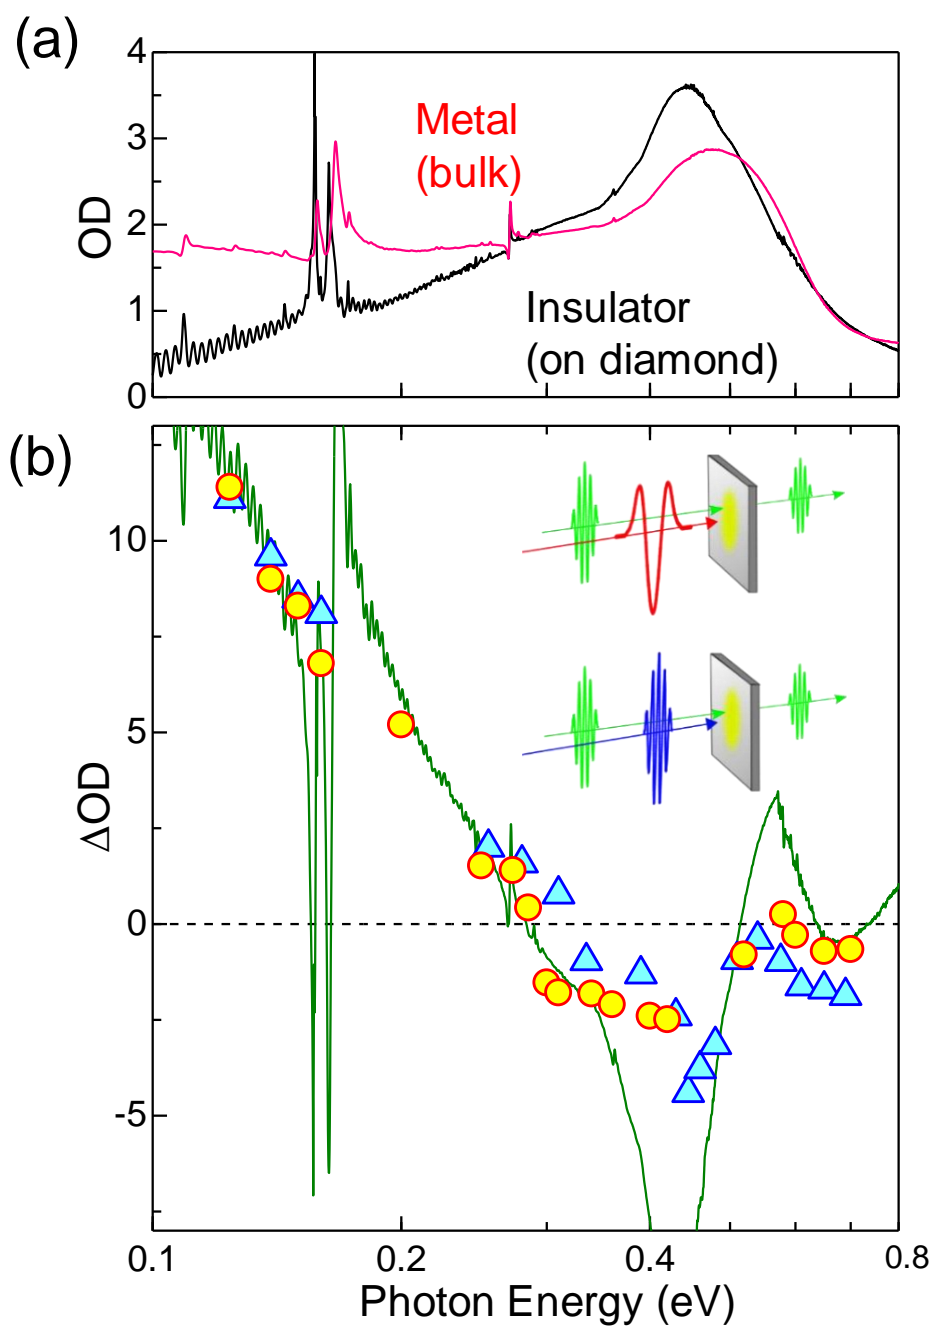 (a)
4
3
2
1
0
OD
Metal
(bulk)
Insulator
(on diamond)
(b)
10
5
0
-5
ΔOD
0.1
0.2
0.4
0.8
Photon Energy (eV)